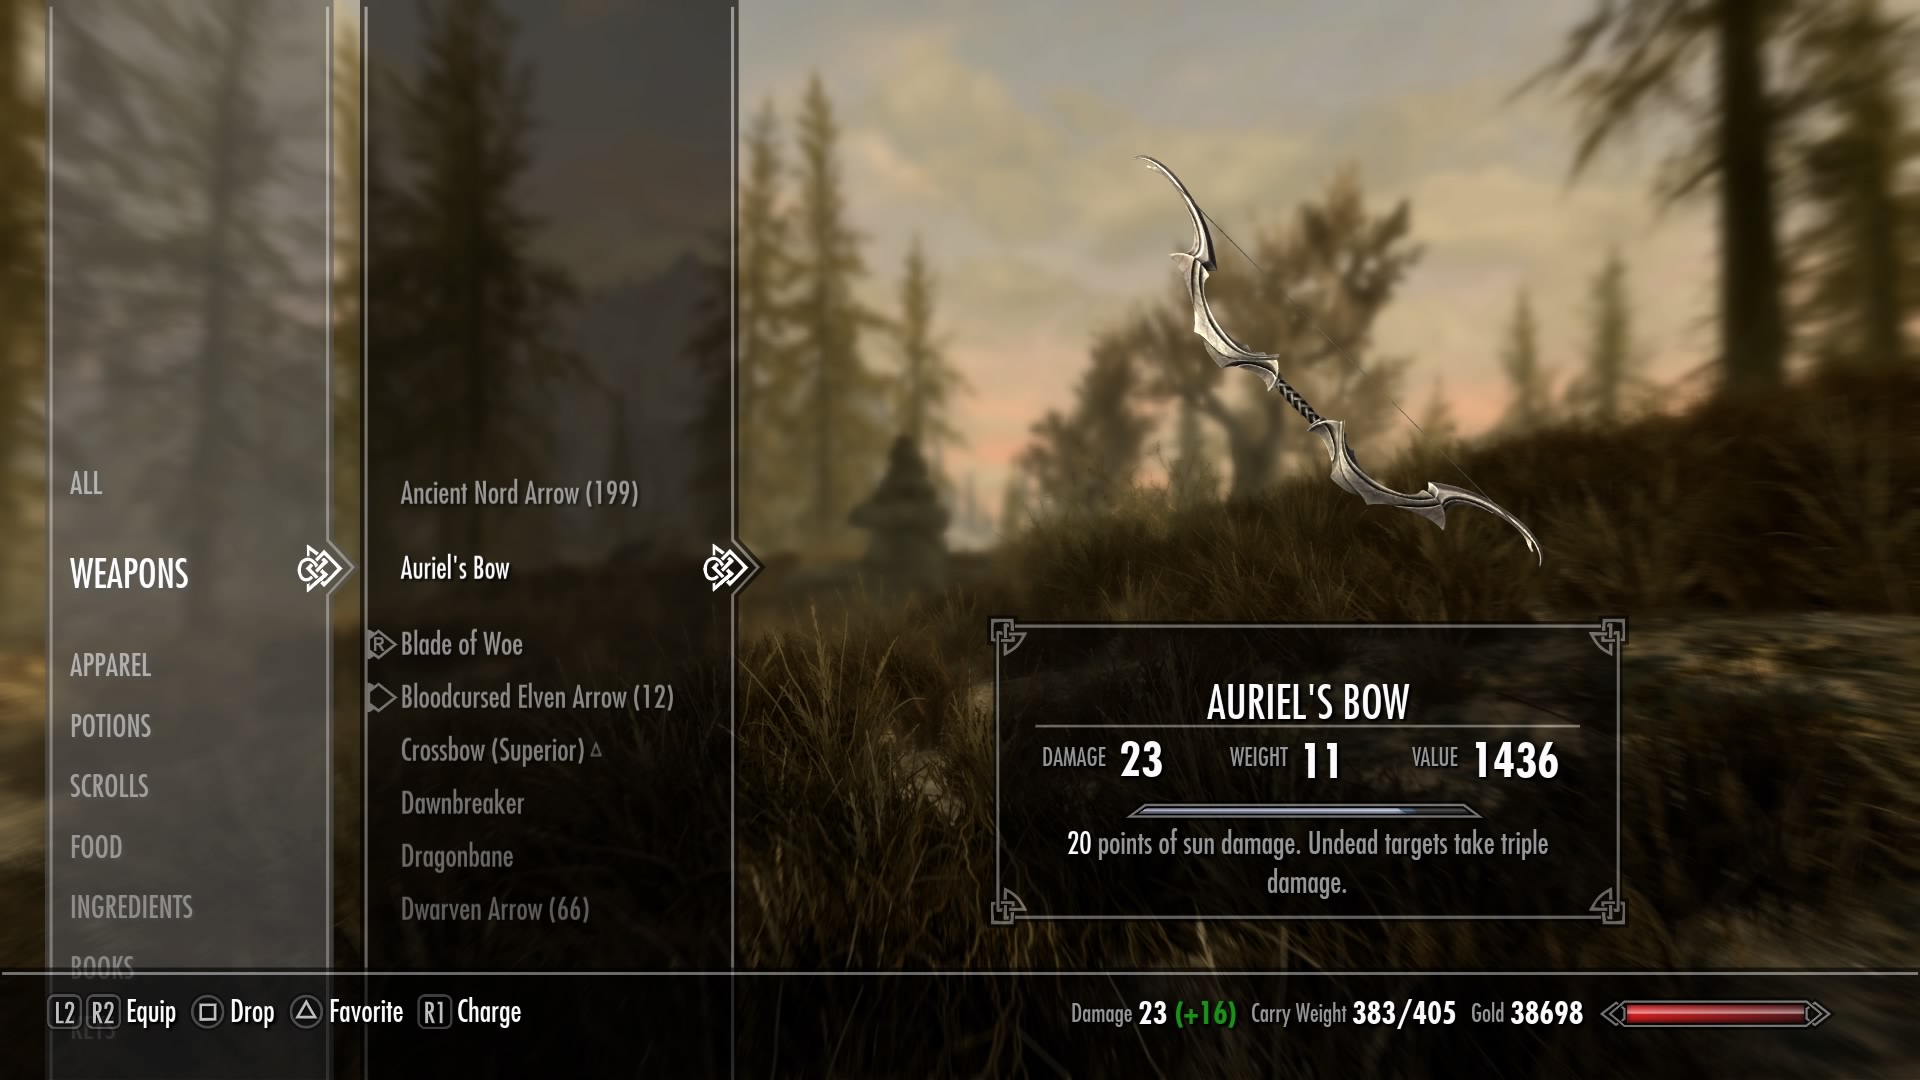 ALL
WEAPONS
APPAREL
POTIONS
SCROLLS
FOOD
INGREDIENTS
BOOKS
KEYS
Ancient Nord Arrow (199)
Auriel's Bow
R Blade of Woe
Bloodcursed Elven Arrow (12)
Crossbow (Superior)
Dawnbreaker
Dragonbane
Dwarven Arrow (66)
AURIEL'S BOW
DAMAGE 23 WEIGHT 11 VALUE 1436
20 points of sun damage. Undead targets take triple
damage.
L2 R2 Equip Drop Favorite R1 Charge
Damage 23 (+16) Carry Weight 383/405 Gold 38698